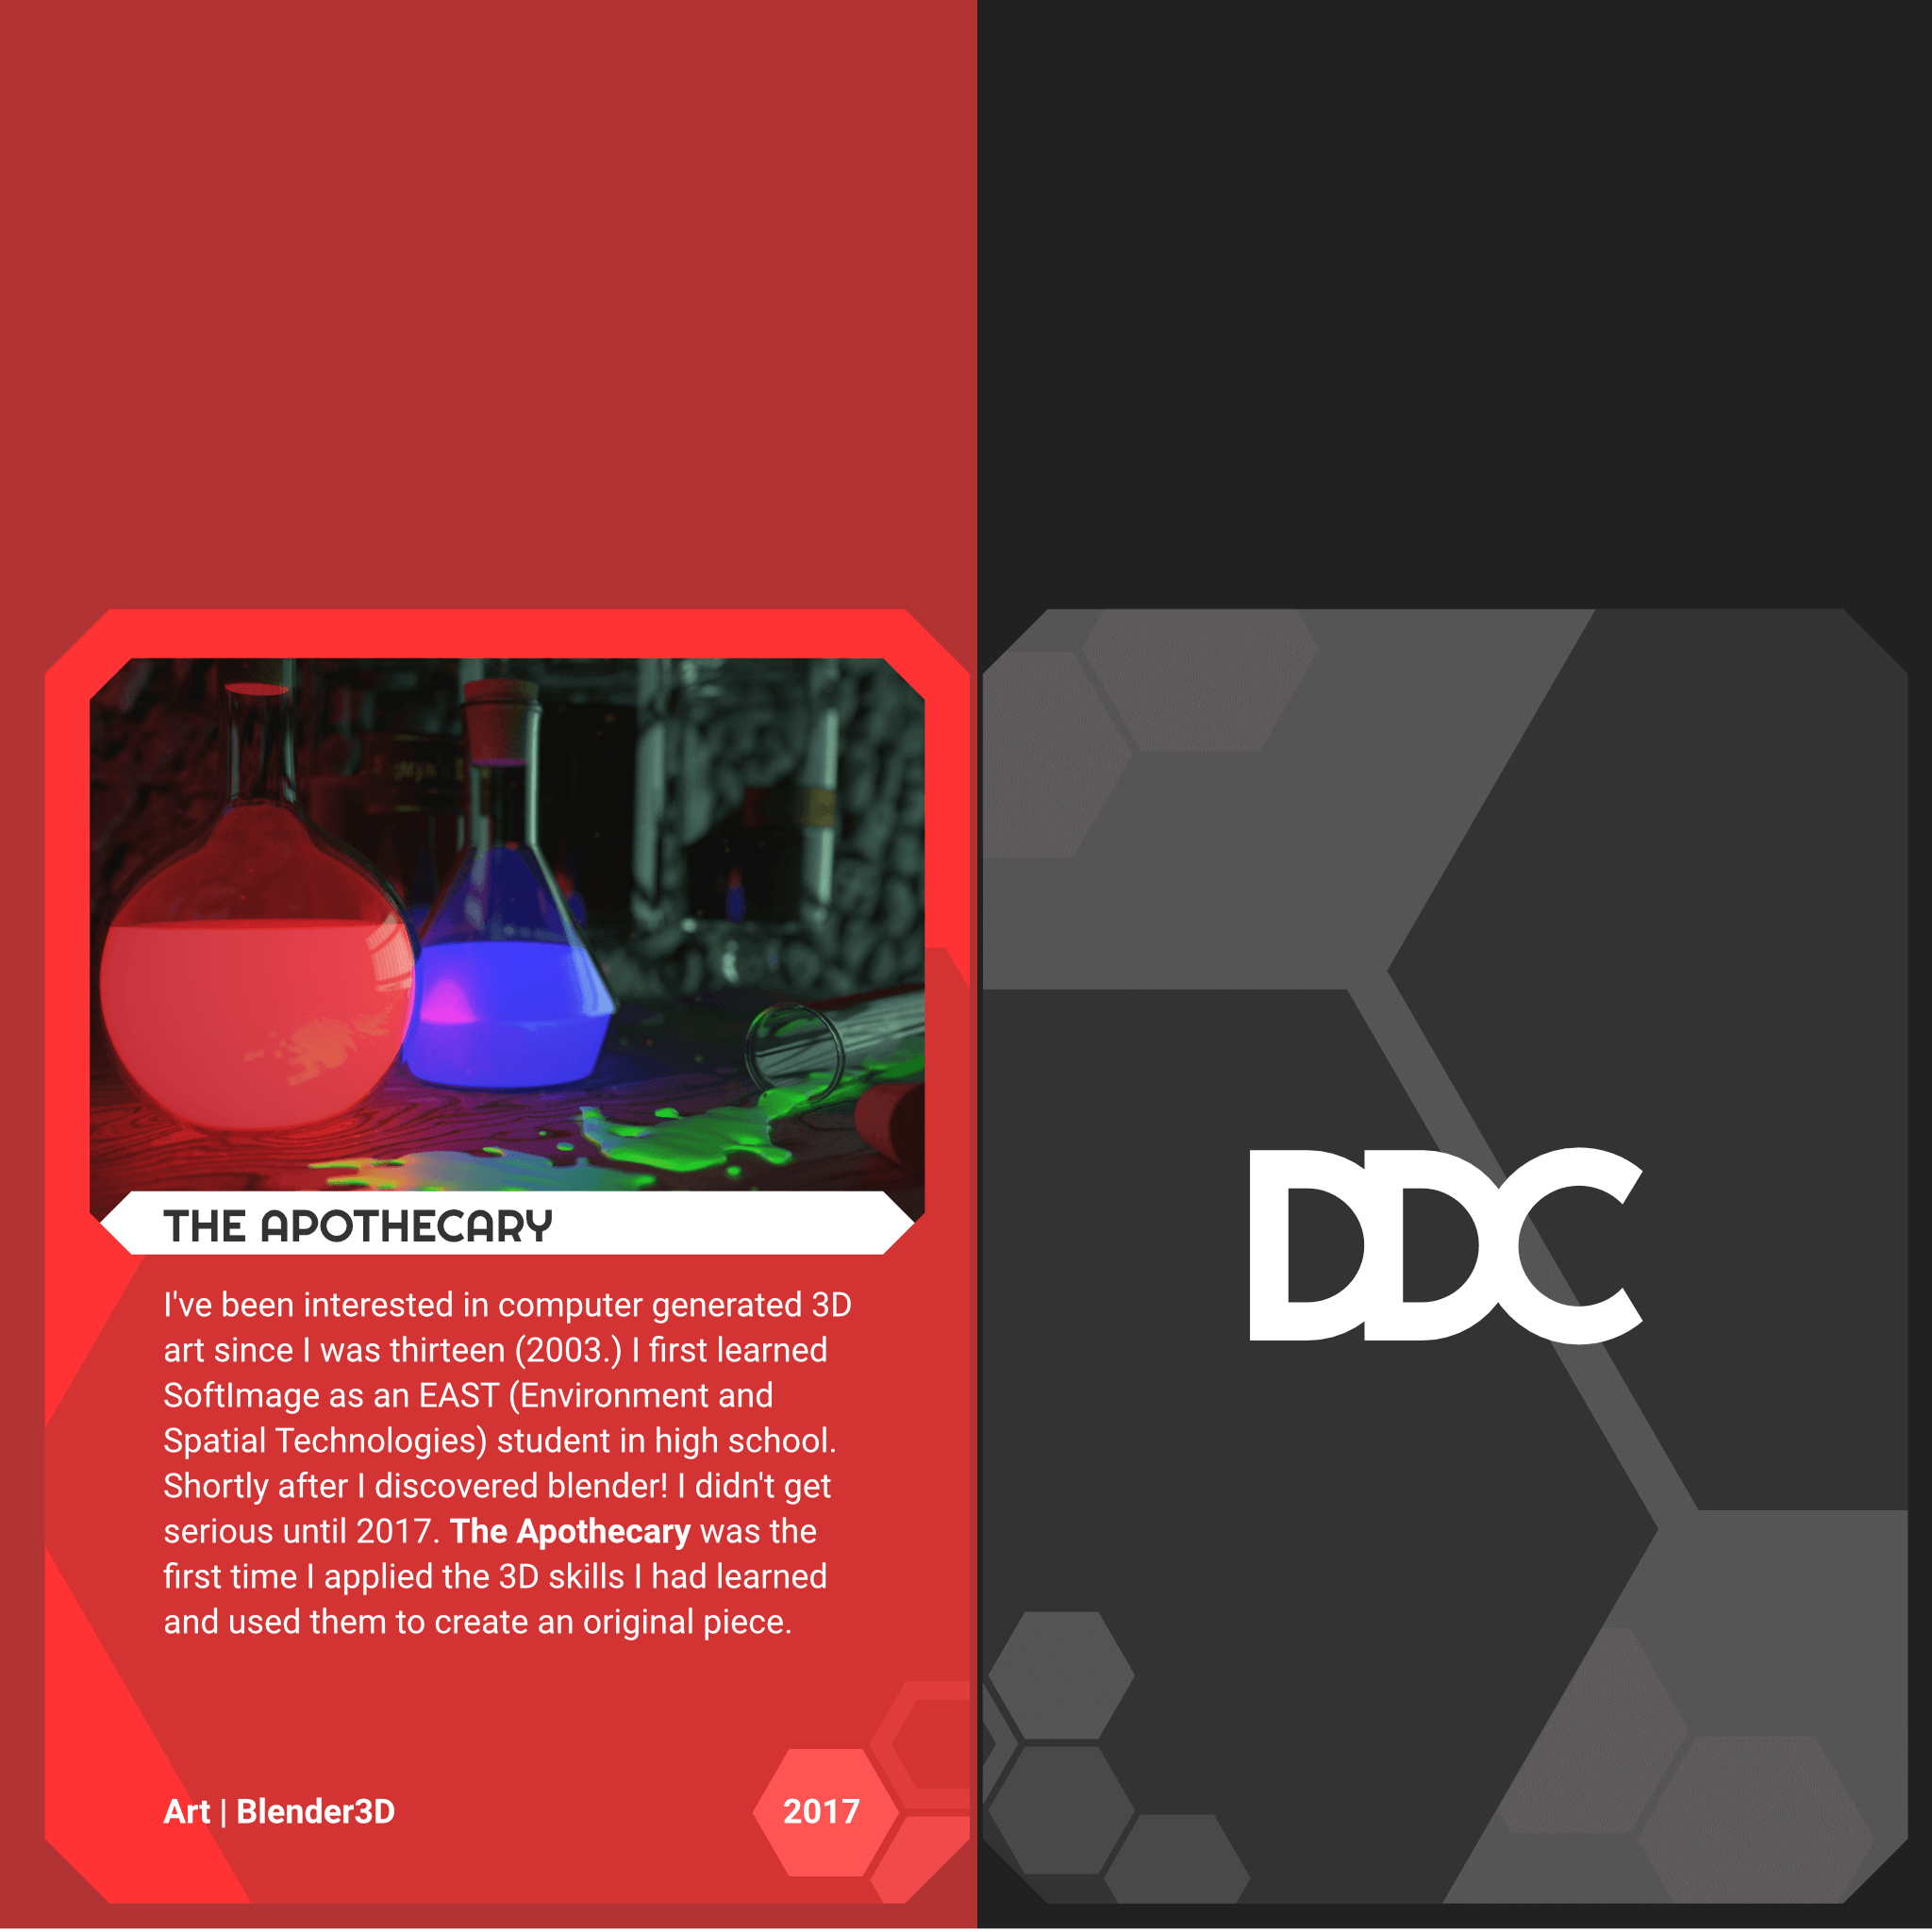 THE APOTHECARY
I've been interested in computer generated 3D
art since I was thirteen (2003.) I first learned
SoftImage as an EAST (Environment and
Spatial Technologies) student in high school.
Shortly after I discovered blender! I didn't get
serious until 2017. The Apothecary was the
first time I applied the 3D skills I had learned
and used them to create an original piece.
Art | Blender3D
2017
DDC